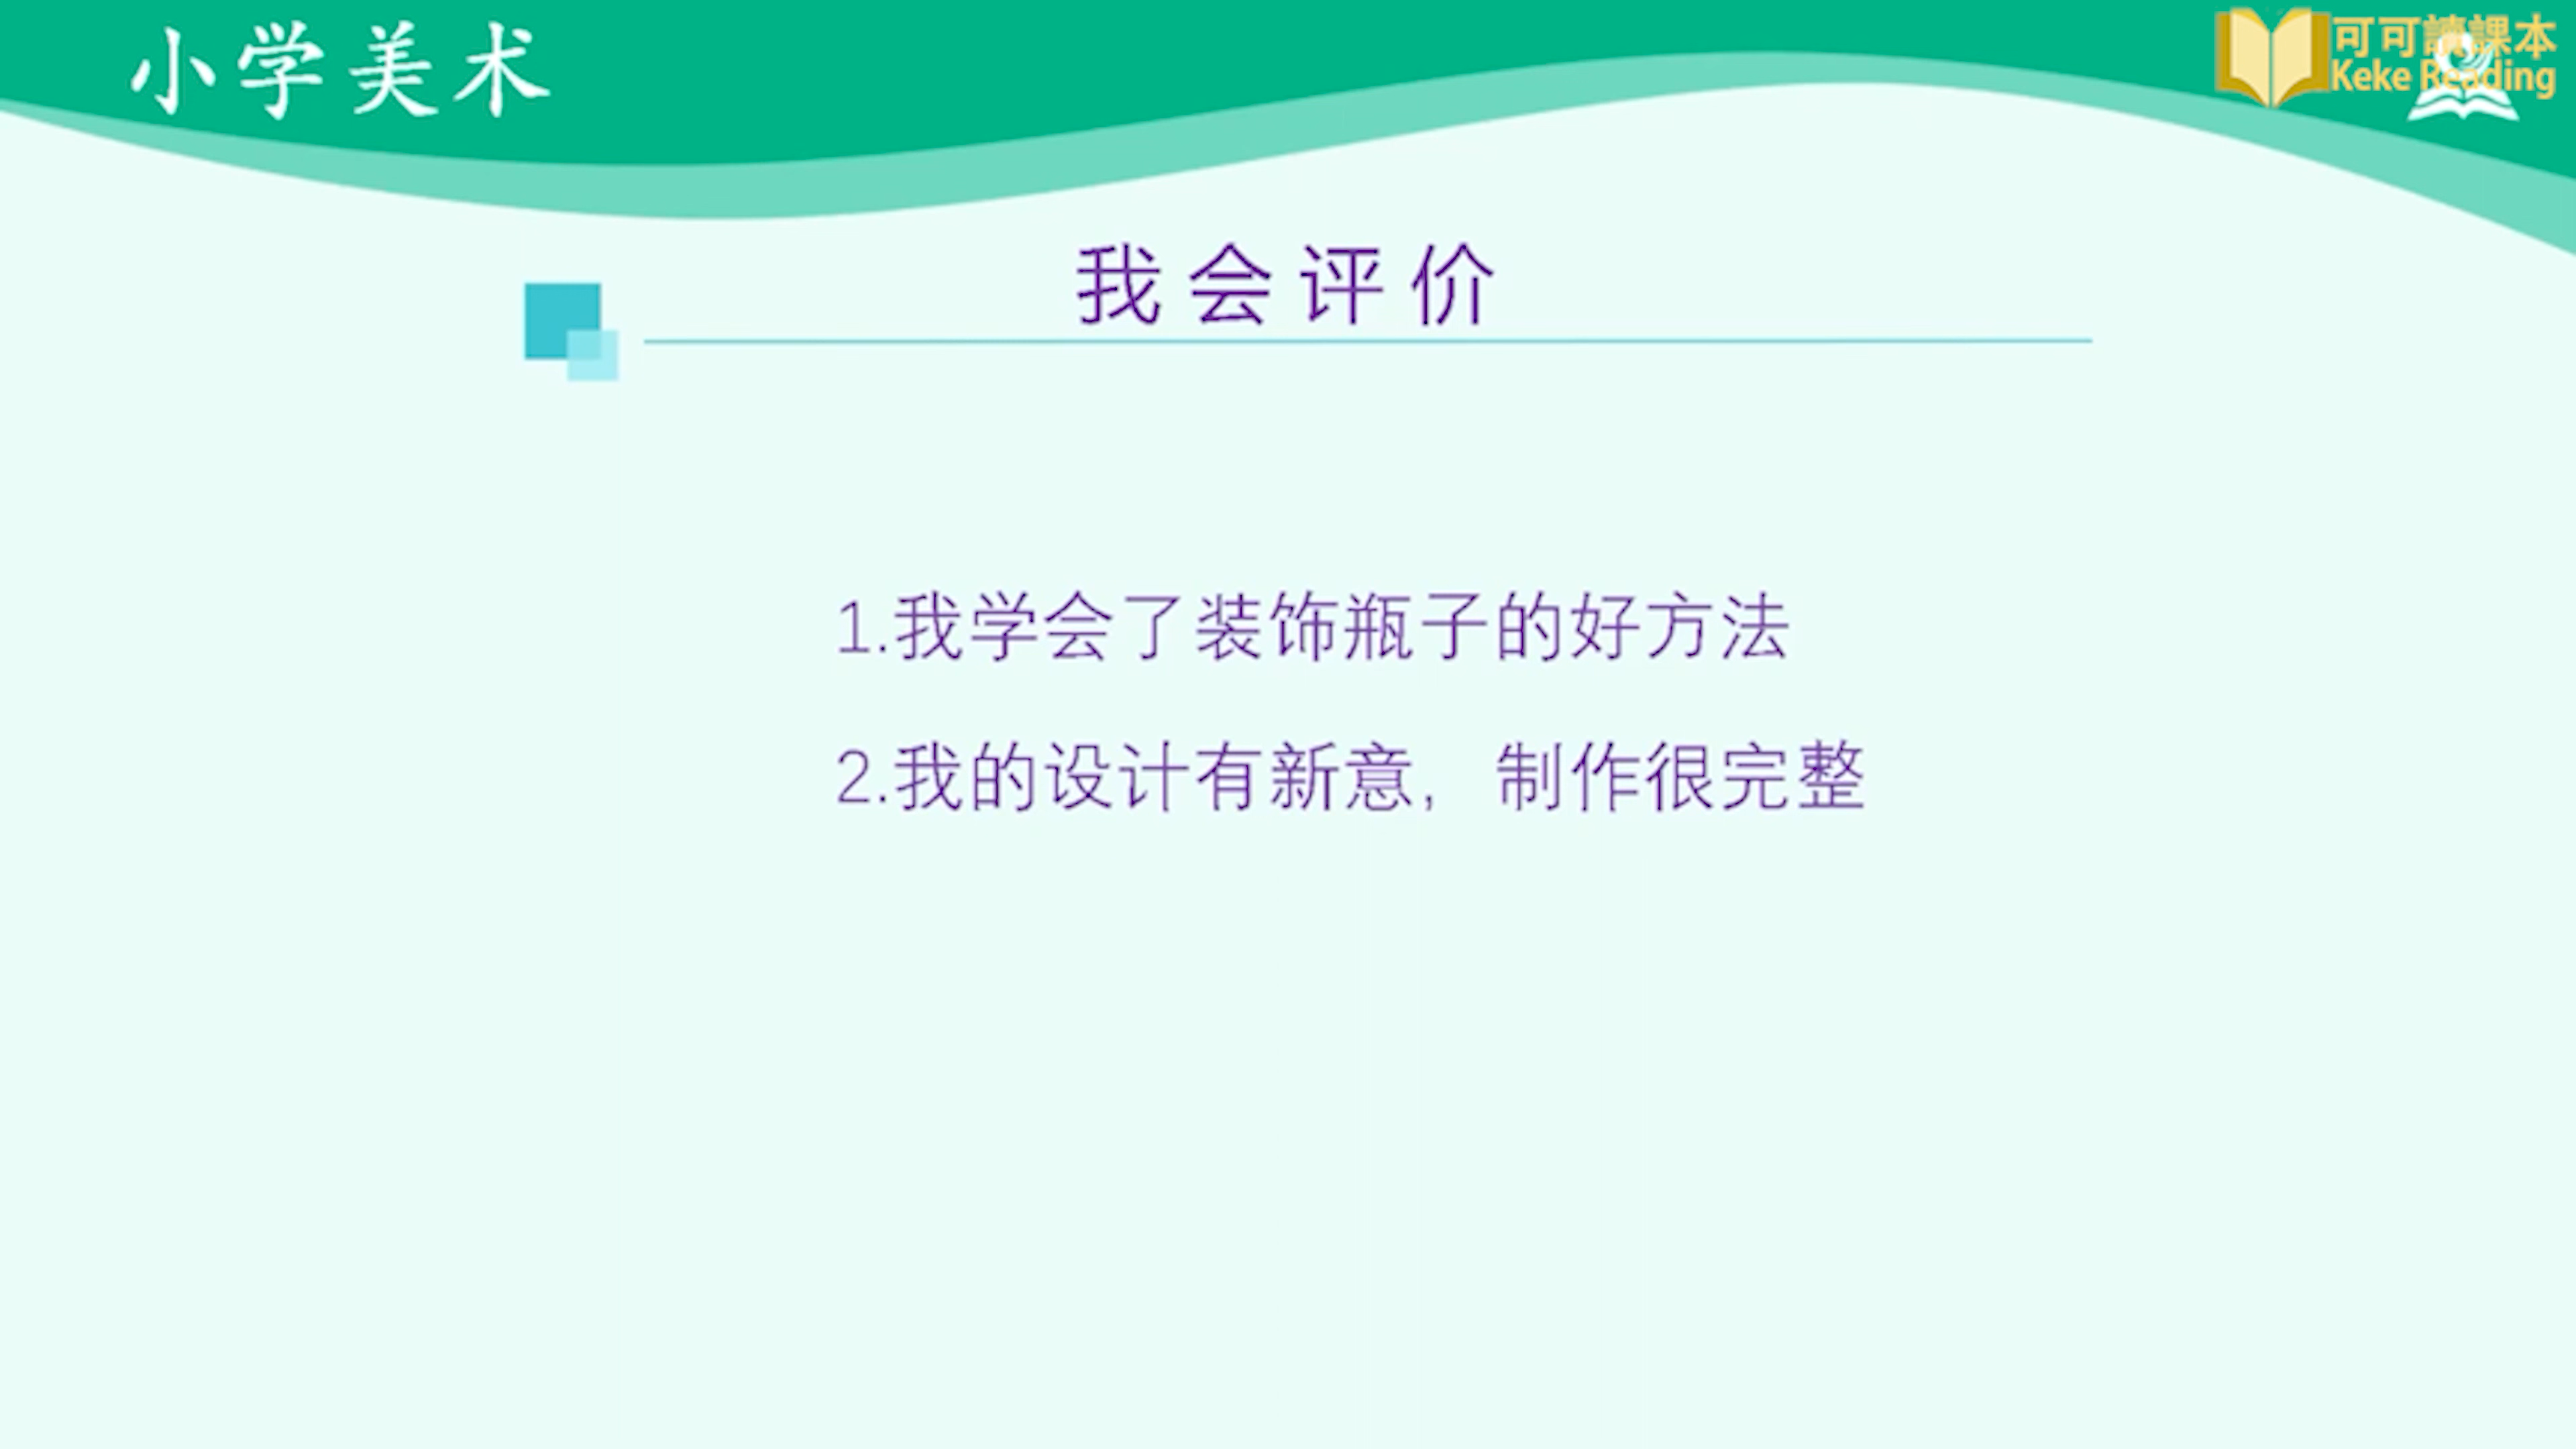 小学美术
可可讀課本
Keke Reading
我会评价
1.我学会了装饰瓶子的好方法
2.我的设计有新意，制作很完整